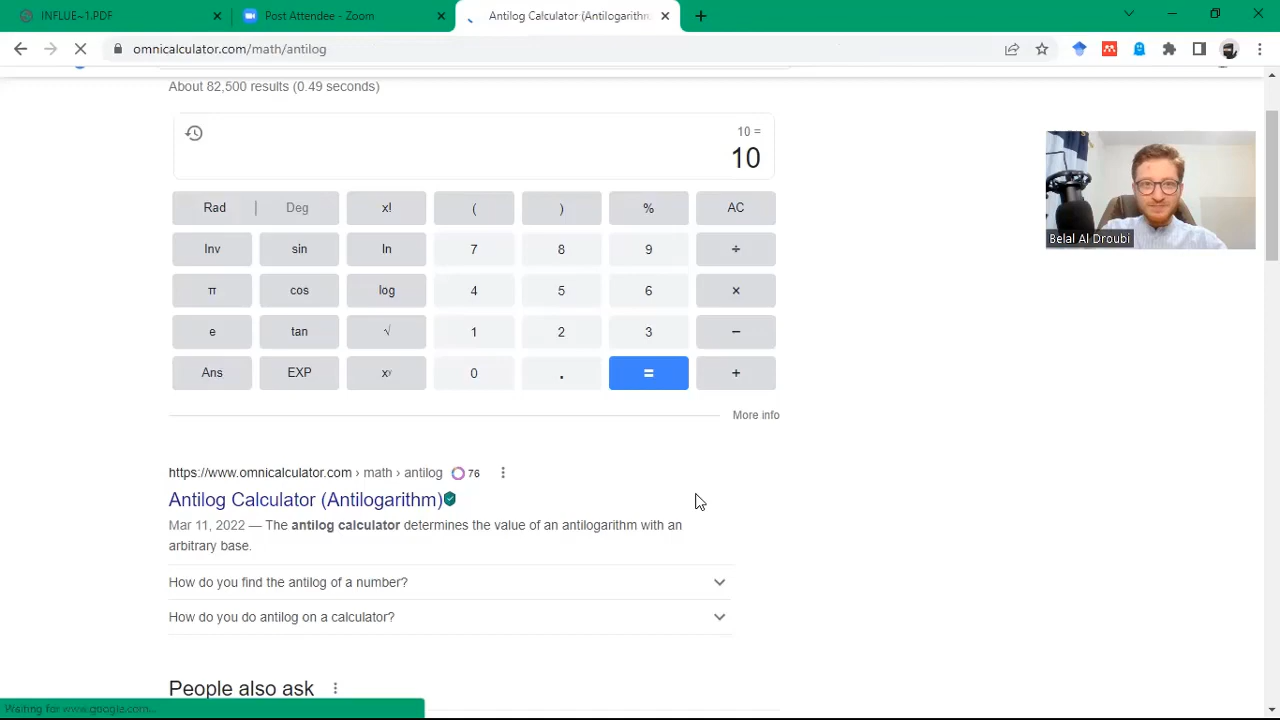 INFLUE~1.PDF
Post Attendee - Zoom
Antilog Calculator (Antilogarithm
omnicalculator.com/math/antilog
About 82,500 results (0.49 seconds)
10 =
10
Rad | Deg x! ( ) % AC
Inv sin ln 7 8 9 ÷
π cos log 4 5 6 ×
e tan √ 1 2 3 −
Ans EXP xʸ 0 . = +
More info
Belal Al Droubi
https://www.omnicalculator.com › math › antilog 76
Antilog Calculator (Antilogarithm)
Mar 11, 2022 — The antilog calculator determines the value of an antilogarithm with an
arbitrary base.
How do you find the antilog of a number?
How do you do antilog on a calculator?
People also ask
Waiting for www.google.com...